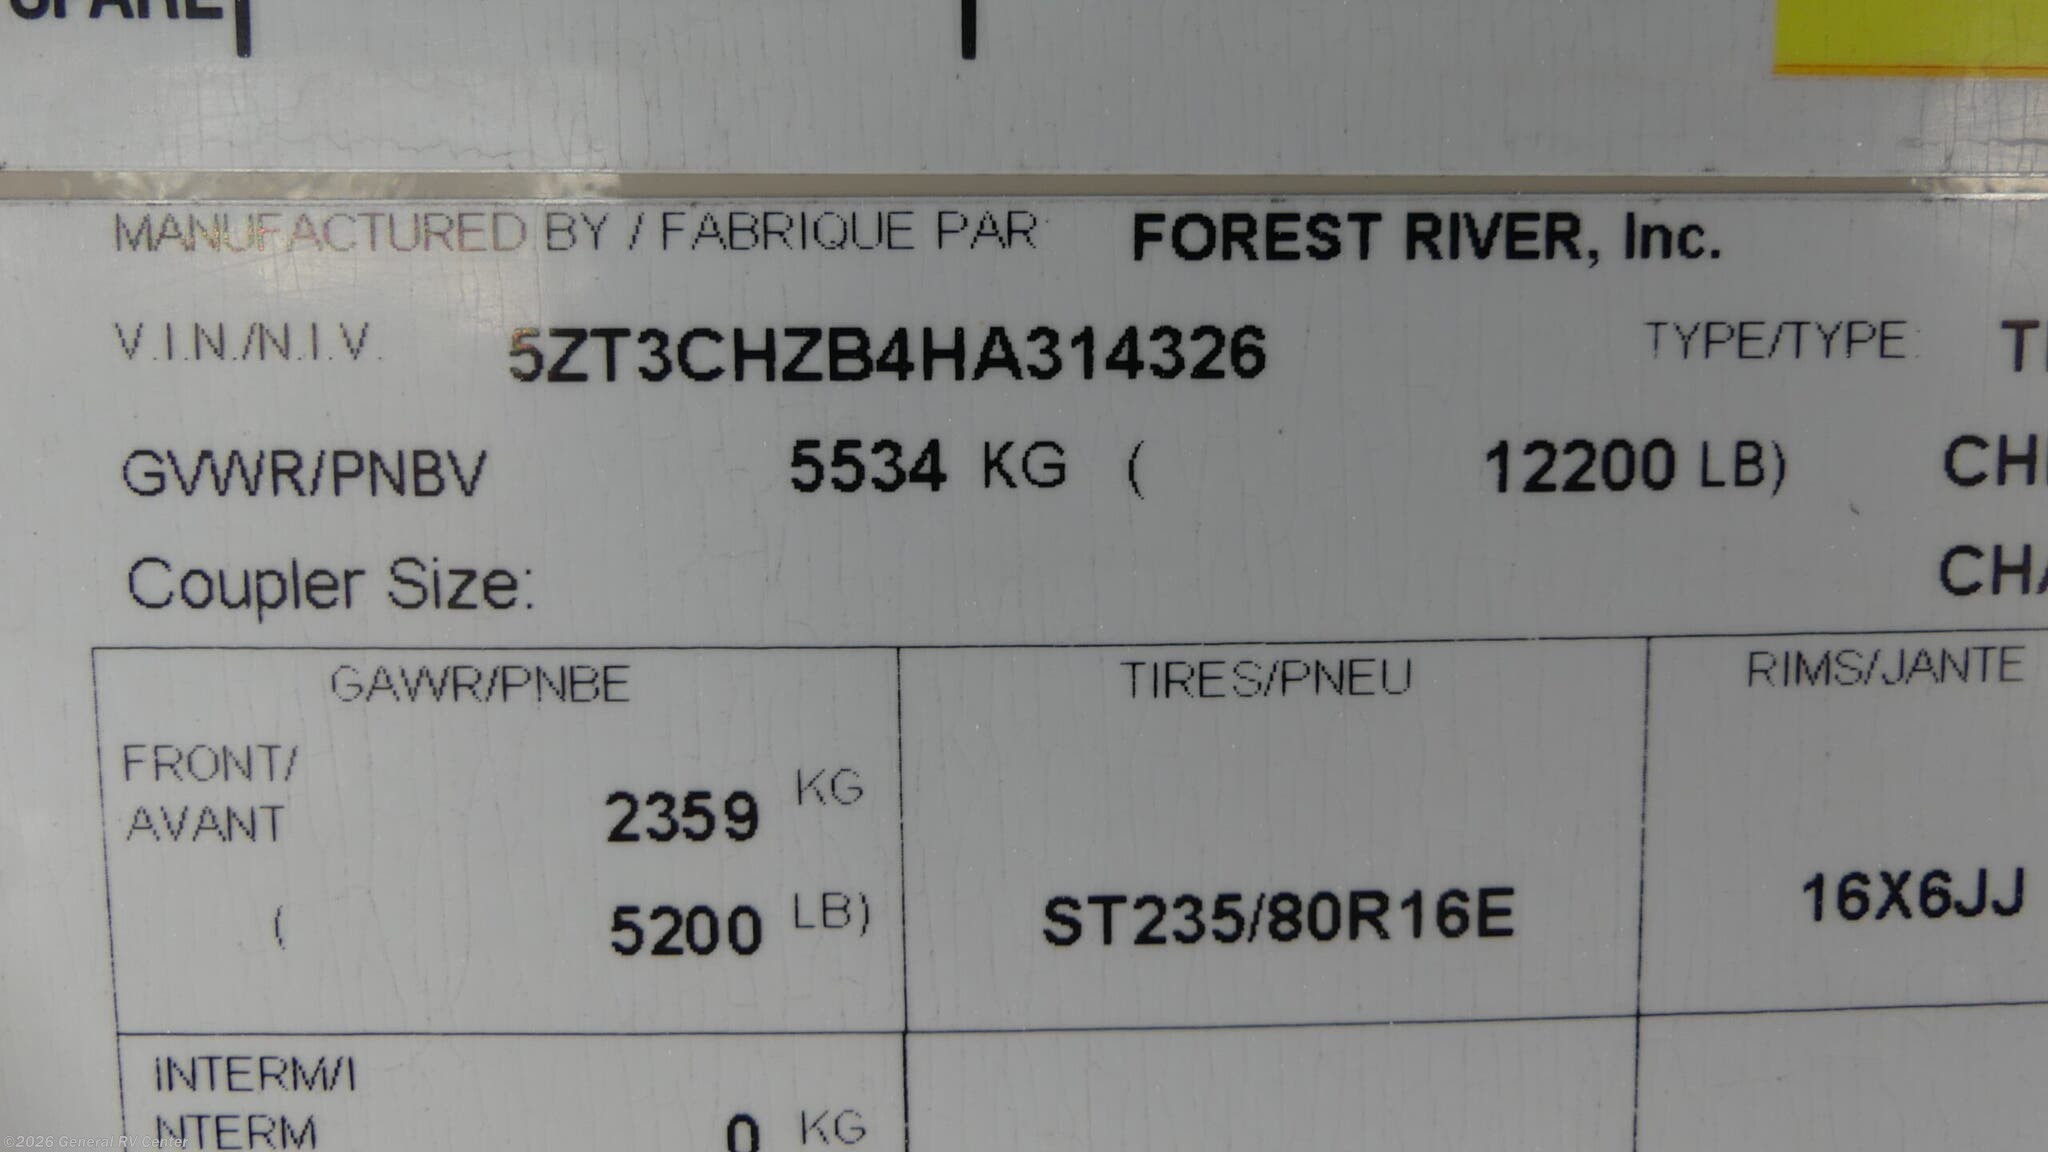 SPARE
MANUFACTURED BY / FABRIQUE PAR: FOREST RIVER, Inc.
V.I.N./N.I.V. 5ZT3CHZB4HA314326 TYPE/TYPE:
GVWR/PNBV 5534 KG ( 12200 LB)
Coupler Size:
GAWR/PNBE TIRES/PNEU RIMS/JANTE
FRONT/
AVANT 2359 KG
( 5200 LB) ST235/80R16E 16X6JJ
INTERM/I
NTERM 0 KG
©2026 General RV Center